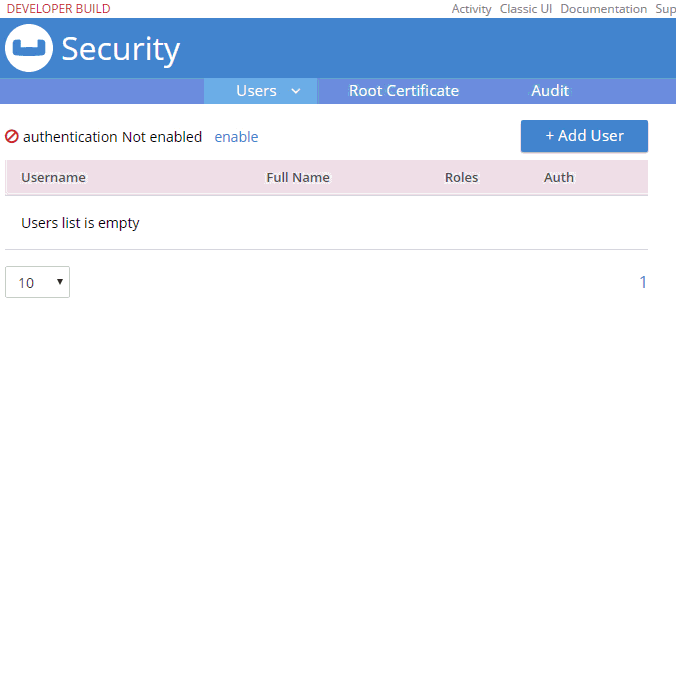 DEVELOPER BUILD Activity Classic UI Documentation Sup
Security
Users Root Certificate Audit
authentication Not enabled enable + Add User
Username Full Name Roles Auth
Users list is empty
10 1